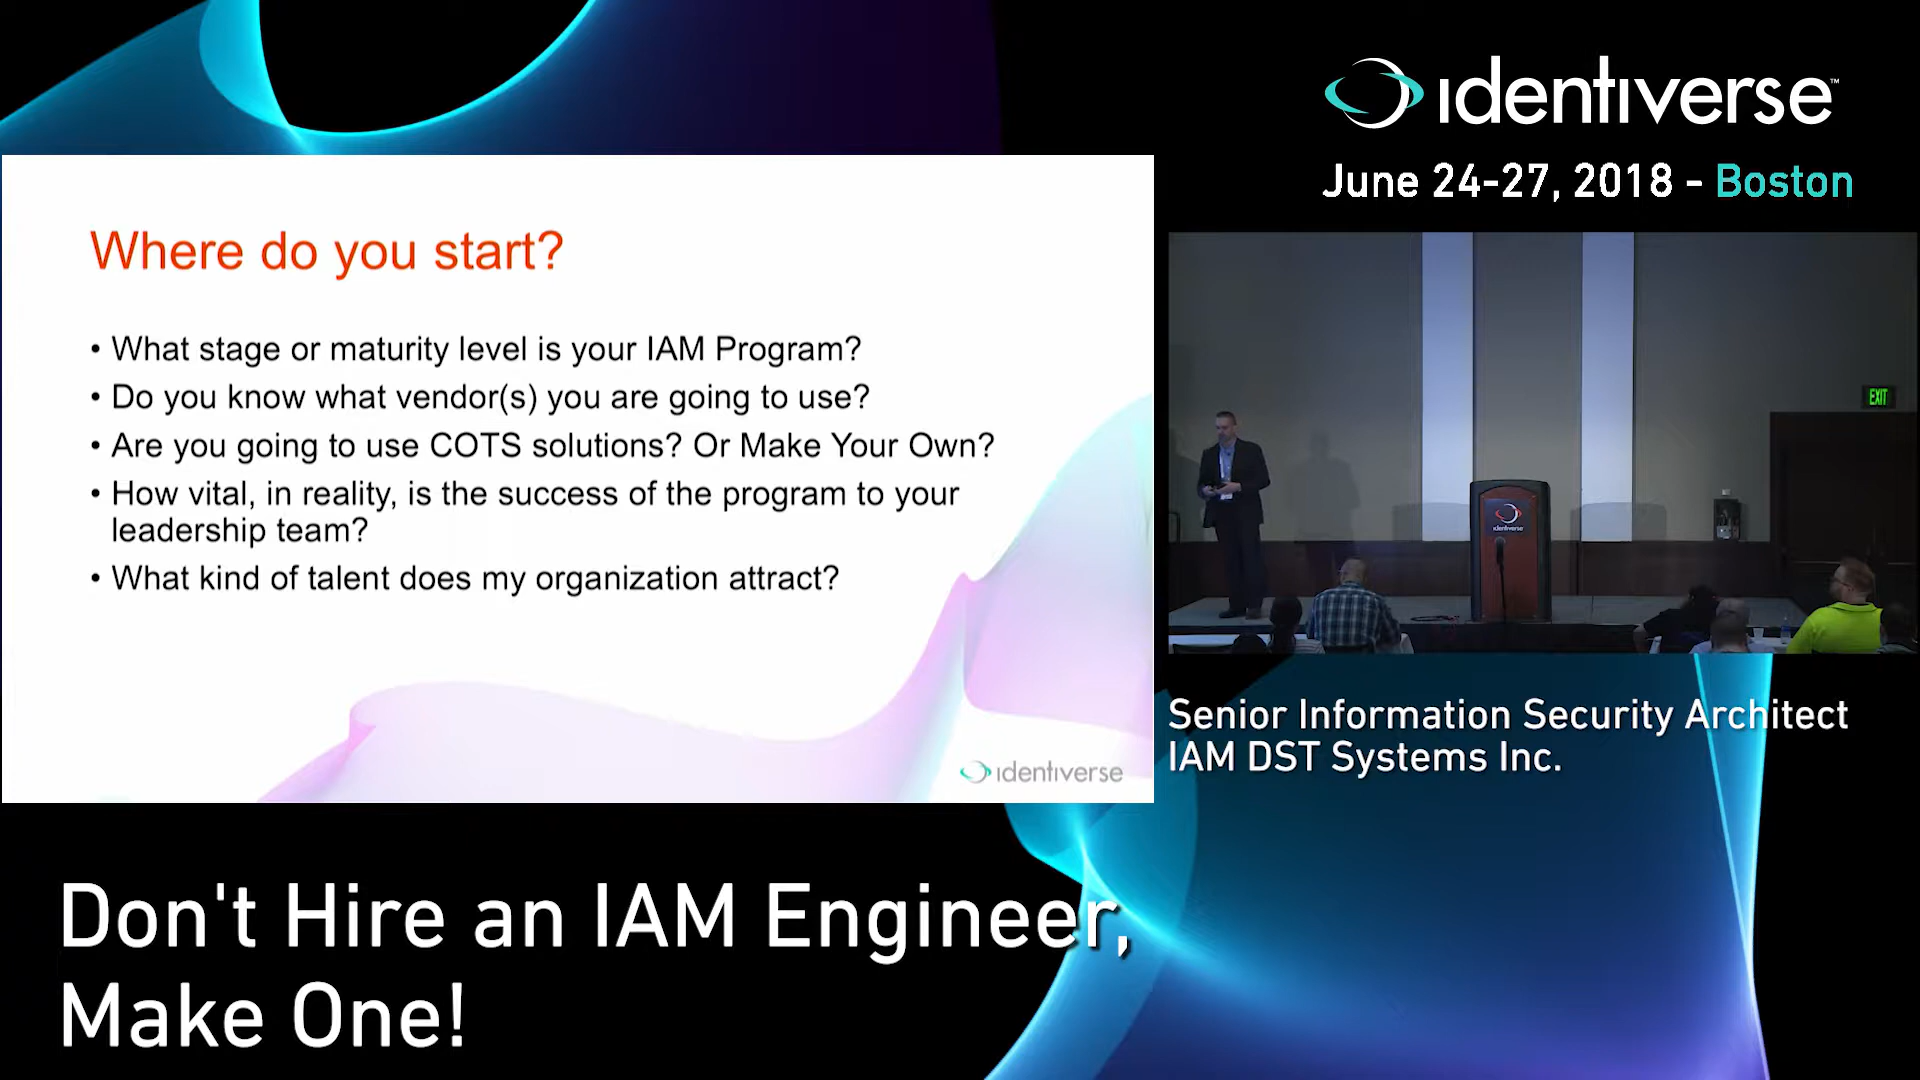 identiverse™
June 24-27, 2018 - Boston
Where do you start?
• What stage or maturity level is your IAM Program?
• Do you know what vendor(s) you are going to use?
• Are you going to use COTS solutions? Or Make Your Own?
• How vital, in reality, is the success of the program to your
leadership team?
• What kind of talent does my organization attract?
identiverse
EXIT
identiverse
Senior Information Security Architect
IAM DST Systems Inc.
Don't Hire an IAM Engineer,
Make One!